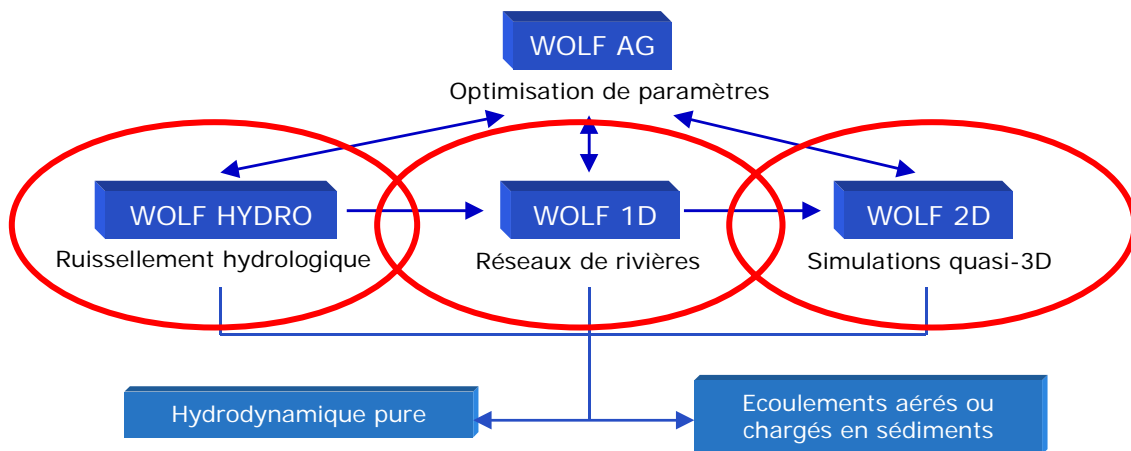 WOLF AG
Optimisation de paramètres
WOLF HYDRO
WOLF 1D
WOLF 2D
Ruissellement hydrologique
Réseaux de rivières
Simulations quasi-3D
Hydrodynamique pure
Ecoulements aérés ou
chargés en sédiments